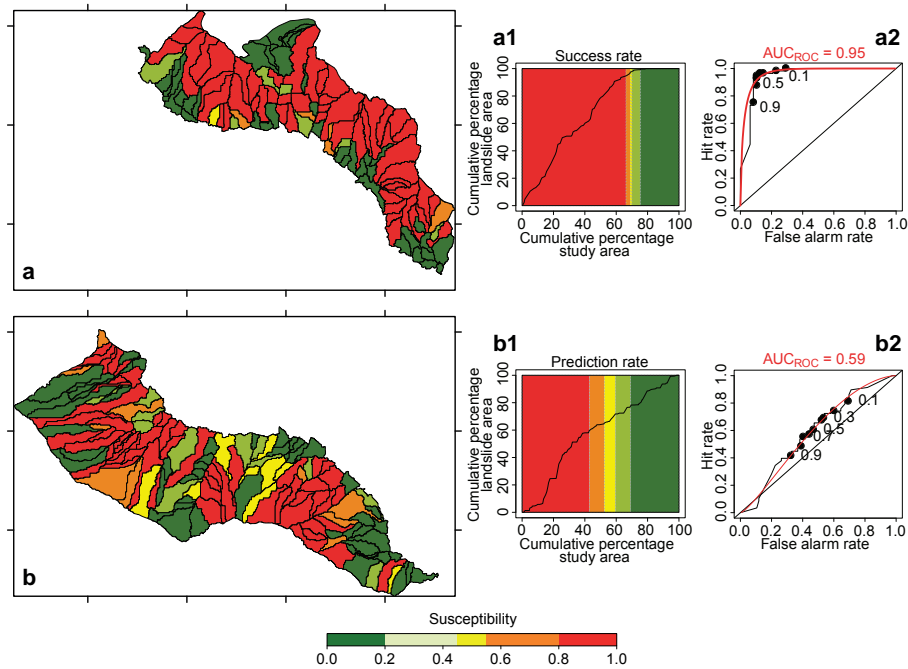 a
a1
Success rate
Cumulative percentage
landslide area
0 20 40 60 80 100
0 20 40 60 80 100
Cumulative percentage
study area
a2
AUCROC = 0.95
Hit rate
0.0 0.2 0.4 0.6 0.8 1.0
0.1
0.5
0.9
0.0 0.2 0.4 0.6 0.8 1.0
False alarm rate
b
b1
Prediction rate
Cumulative percentage
landslide area
0 20 40 60 80 100
0 20 40 60 80 100
Cumulative percentage
study area
b2
AUCROC = 0.59
Hit rate
0.0 0.2 0.4 0.6 0.8 1.0
0.1
0.3
0.5
0.7
0.9
0.0 0.2 0.4 0.6 0.8 1.0
False alarm rate
Susceptibility
0.0 0.2 0.4 0.6 0.8 1.0